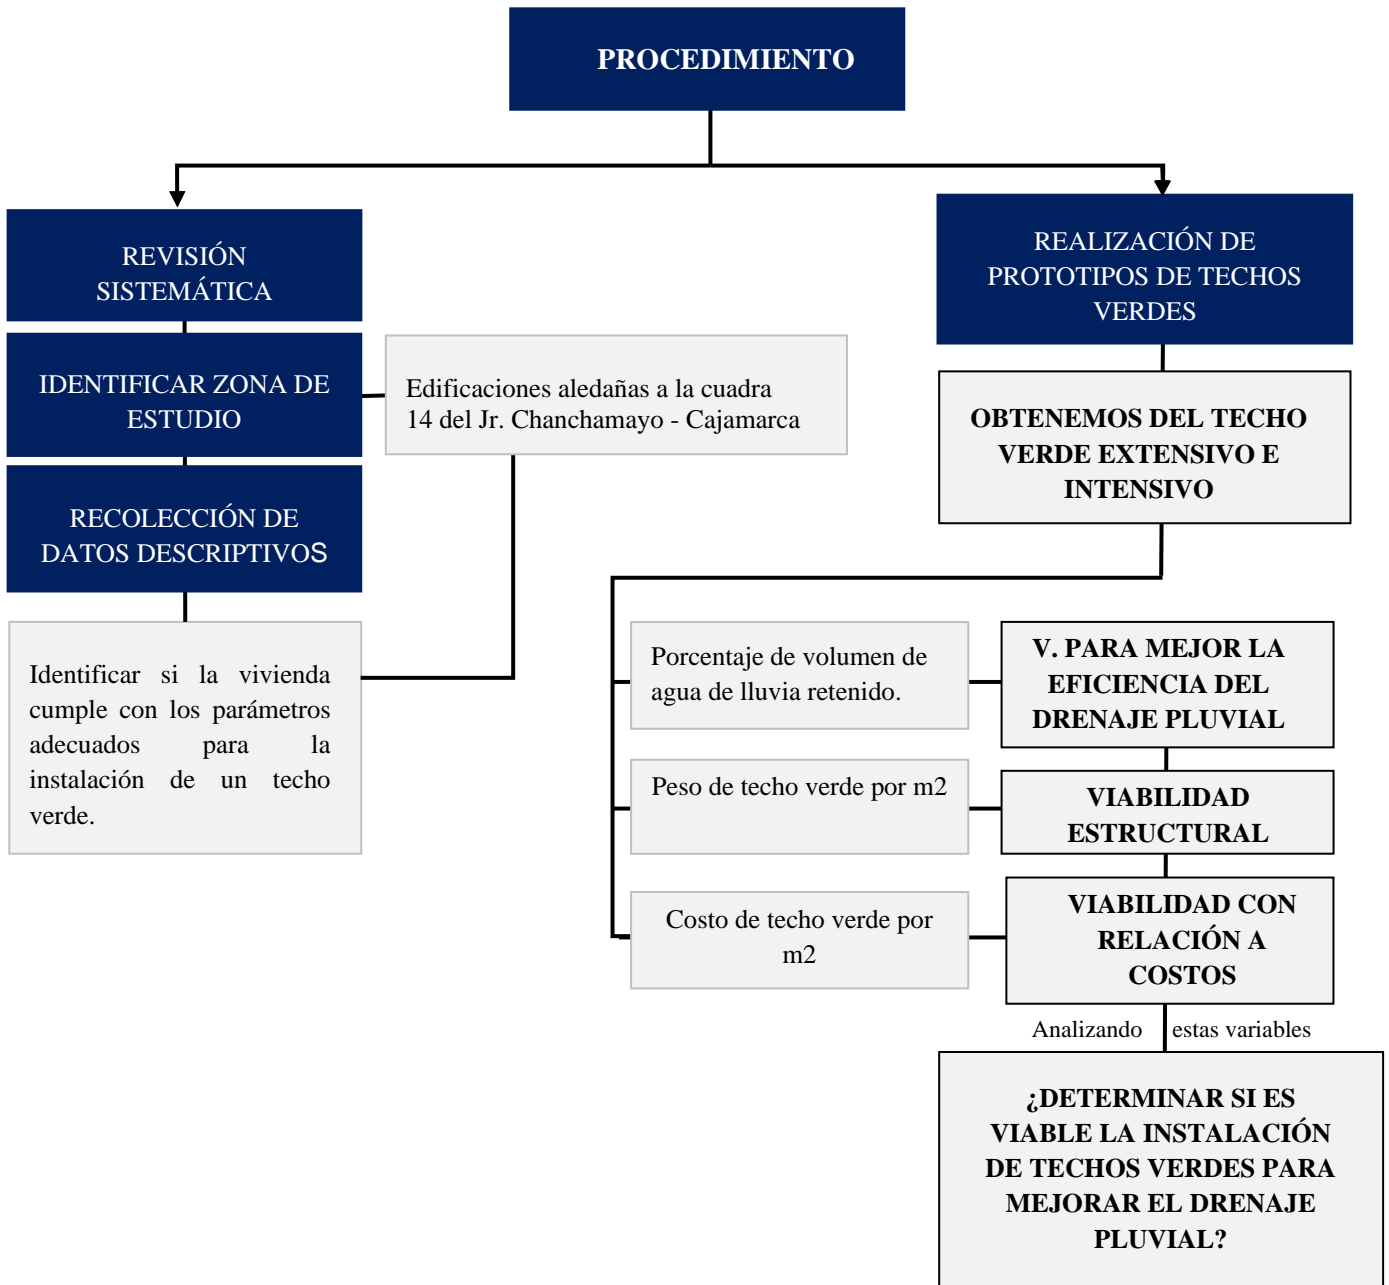 PROCEDIMIENTO
REVISIÓN
SISTEMÁTICA
IDENTIFICAR ZONA DE
ESTUDIO
Edificaciones aledañas a la cuadra
14 del Jr. Chanchamayo - Cajamarca
RECOLECCIÓN DE
DATOS DESCRIPTIVOS
Identificar si la vivienda
cumple con los parámetros
adecuados para la
instalación de un techo
verde.
REALIZACIÓN DE
PROTOTIPOS DE TECHOS
VERDES
OBTENEMOS DEL TECHO
VERDE EXTENSIVO E
INTENSIVO
Porcentaje de volumen de
agua de lluvia retenido.
V. PARA MEJOR LA
EFICIENCIA DEL
DRENAJE PLUVIAL
Peso de techo verde por m2
VIABILIDAD
ESTRUCTURAL
Costo de techo verde por
m2
VIABILIDAD CON
RELACIÓN A
COSTOS
Analizando estas variables
¿DETERMINAR SI ES
VIABLE LA INSTALACIÓN
DE TECHOS VERDES PARA
MEJORAR EL DRENAJE
PLUVIAL?